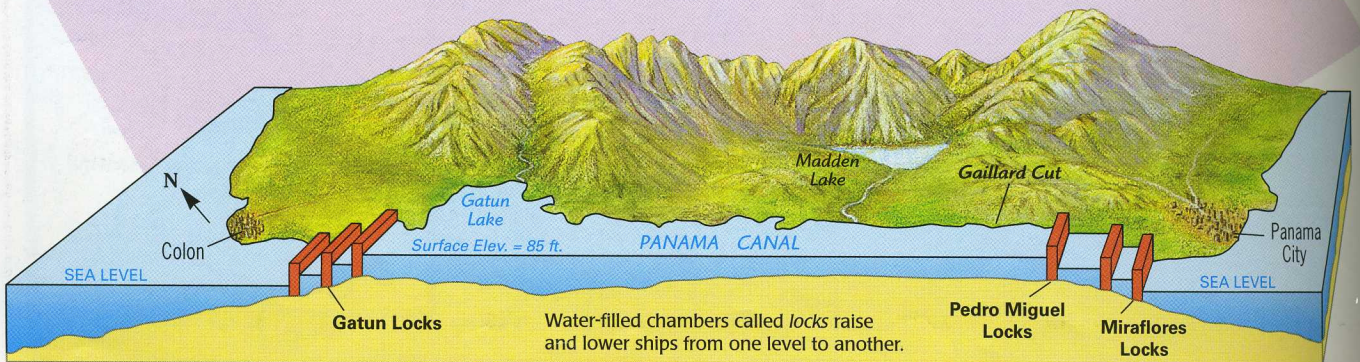 N
Colon
SEA LEVEL
Gatun Locks
Gatun
Lake
Surface Elev. = 85 ft.
PANAMA CANAL
Madden
Lake
Gaillard Cut
Water-filled chambers called locks raise
and lower ships from one level to another.
Pedro Miguel
Locks
Miraflores
Locks
Panama
City
SEA LEVEL